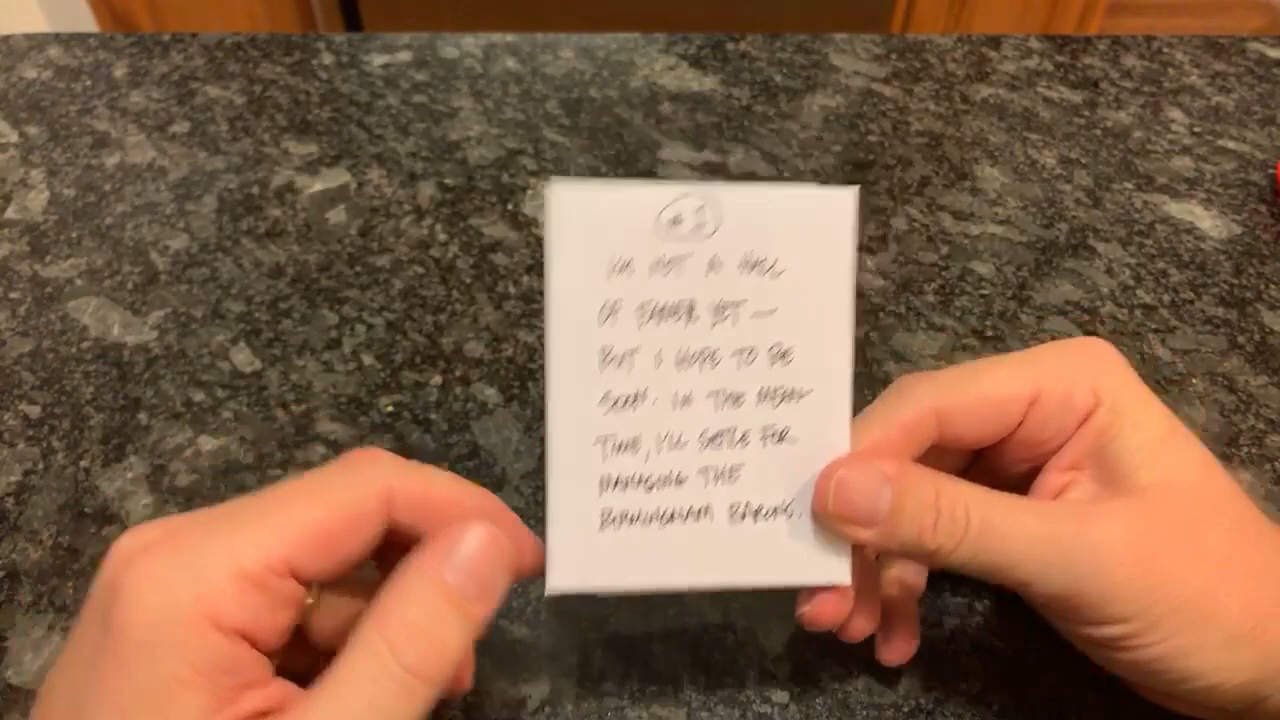 #1
I'M NOT A HALL
OF FAMER YET—
BUT I HOPE TO BE
SOON. IN THE MEAN
TIME, I'LL SETTLE FOR
MANAGING THE
BIRMINGHAM BARONS.